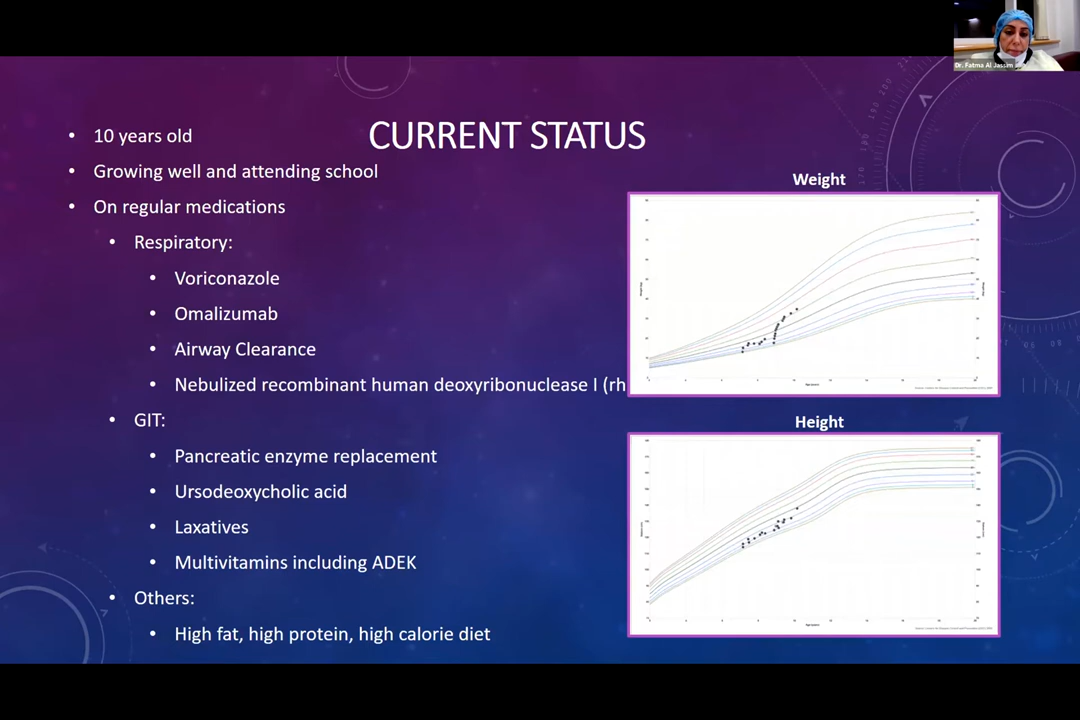 Dr. Fatma Al Jassim
CURRENT STATUS
• 10 years old
• Growing well and attending school
• On regular medications
• Respiratory:
• Voriconazole
• Omalizumab
• Airway Clearance
• Nebulized recombinant human deoxyribonuclease I (rh
• GIT:
• Pancreatic enzyme replacement
• Ursodeoxycholic acid
• Laxatives
• Multivitamins including ADEK
• Others:
• High fat, high protein, high calorie diet
Weight
Height